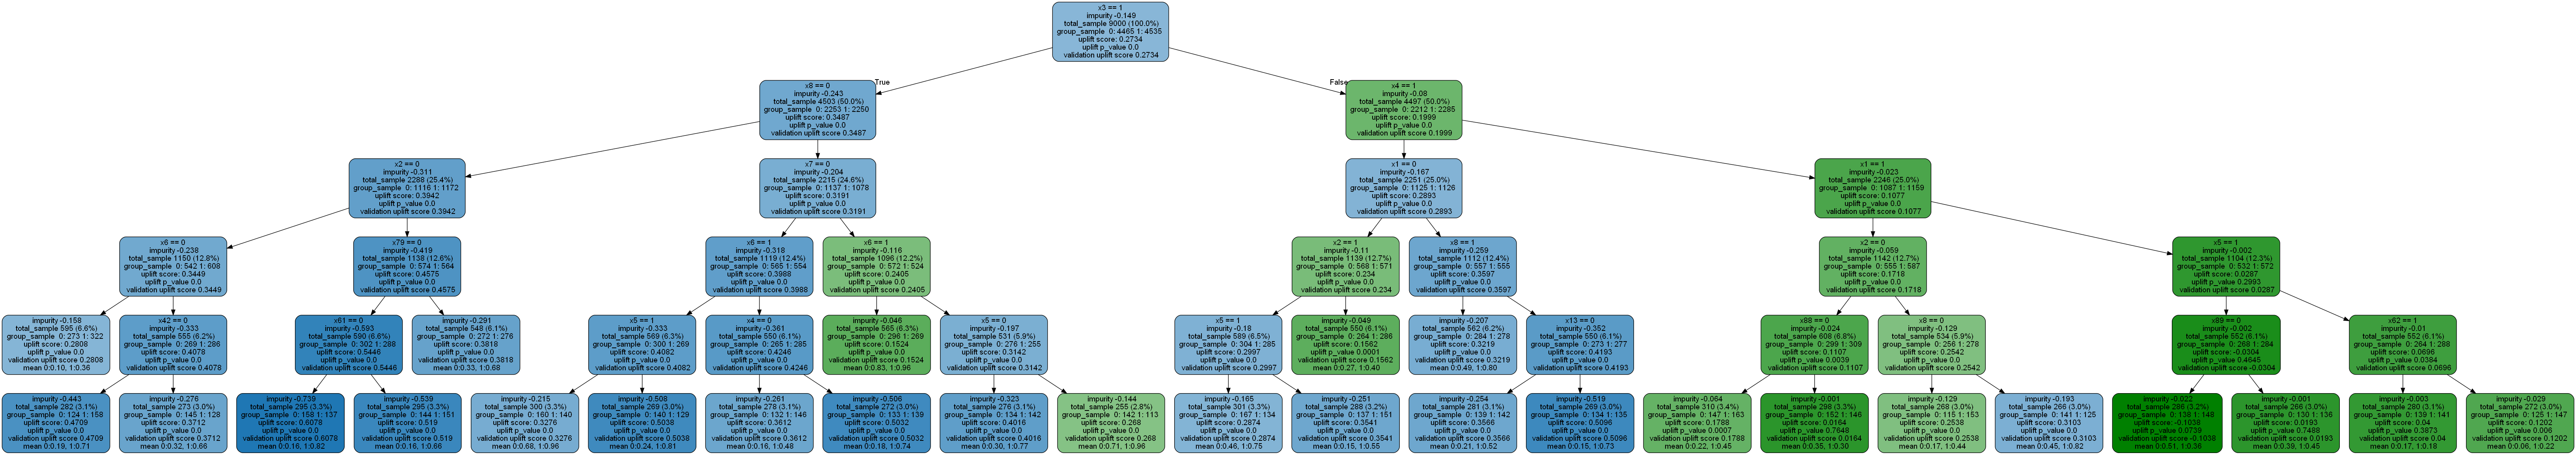 x3 == 1
impurity -0.149
total_sample 9000 (100.0%)
group_sample 0: 4465 1: 4535
uplift score: 0.2734
uplift p_value 0.0
validation uplift score 0.2734
True
False
x8 == 0
impurity -0.243
total_sample 4503 (50.0%)
group_sample 0: 2253 1: 2250
uplift score: 0.3487
uplift p_value 0.0
validation uplift score 0.3487
x4 == 1
impurity -0.08
total_sample 4497 (50.0%)
group_sample 0: 2212 1: 2285
uplift score: 0.1999
uplift p_value 0.0
validation uplift score 0.1999
x2 == 0
impurity -0.311
total_sample 2288 (25.4%)
group_sample 0: 1116 1: 1172
uplift score: 0.3942
uplift p_value 0.0
validation uplift score 0.3942
x7 == 0
impurity -0.204
total_sample 2215 (24.6%)
group_sample 0: 1137 1: 1078
uplift score: 0.3191
uplift p_value 0.0
validation uplift score 0.3191
x1 == 0
impurity -0.167
total_sample 2251 (25.0%)
group_sample 0: 1125 1: 1126
uplift score: 0.2893
uplift p_value 0.0
validation uplift score 0.2893
x1 == 1
impurity -0.023
total_sample 2246 (25.0%)
group_sample 0: 1087 1: 1159
uplift score: 0.1077
uplift p_value 0.0
validation uplift score 0.1077
x6 == 0
impurity -0.238
total_sample 1150 (12.8%)
group_sample 0: 542 1: 608
uplift score: 0.3449
uplift p_value 0.0
validation uplift score 0.3449
x79 == 0
impurity -0.419
total_sample 1138 (12.6%)
group_sample 0: 574 1: 564
uplift score: 0.4575
uplift p_value 0.0
validation uplift score 0.4575
x6 == 1
impurity -0.318
total_sample 1119 (12.4%)
group_sample 0: 565 1: 554
uplift score: 0.3988
uplift p_value 0.0
validation uplift score 0.3988
x6 == 1
impurity -0.116
total_sample 1096 (12.2%)
group_sample 0: 572 1: 524
uplift score: 0.2405
uplift p_value 0.0
validation uplift score 0.2405
x2 == 1
impurity -0.11
total_sample 1139 (12.7%)
group_sample 0: 568 1: 571
uplift score: 0.234
uplift p_value 0.0
validation uplift score 0.234
x8 == 1
impurity -0.259
total_sample 1112 (12.4%)
group_sample 0: 557 1: 555
uplift score: 0.3597
uplift p_value 0.0
validation uplift score 0.3597
x2 == 0
impurity -0.059
total_sample 1142 (12.7%)
group_sample 0: 555 1: 587
uplift score: 0.1718
uplift p_value 0.0
validation uplift score 0.1718
x5 == 1
impurity -0.002
total_sample 1104 (12.3%)
group_sample 0: 532 1: 572
uplift score: 0.0287
uplift p_value 0.2993
validation uplift score 0.0287
impurity -0.158
total_sample 595 (6.6%)
group_sample 0: 273 1: 322
uplift score: 0.2808
uplift p_value 0.0
validation uplift score 0.2808
mean 0:0.10, 1:0.36
x42 == 0
impurity -0.333
total_sample 555 (6.2%)
group_sample 0: 269 1: 286
uplift score: 0.4078
uplift p_value 0.0
validation uplift score 0.4078
x61 == 0
impurity -0.593
total_sample 590 (6.6%)
group_sample 0: 302 1: 288
uplift score: 0.5446
uplift p_value 0.0
validation uplift score 0.5446
impurity -0.291
total_sample 548 (6.1%)
group_sample 0: 272 1: 276
uplift score: 0.3818
uplift p_value 0.0
validation uplift score 0.3818
mean 0:0.33, 1:0.68
x5 == 1
impurity -0.333
total_sample 569 (6.3%)
group_sample 0: 300 1: 269
uplift score: 0.4082
uplift p_value 0.0
validation uplift score 0.4082
x4 == 0
impurity -0.361
total_sample 550 (6.1%)
group_sample 0: 265 1: 285
uplift score: 0.4246
uplift p_value 0.0
validation uplift score 0.4246
impurity -0.046
total_sample 565 (6.3%)
group_sample 0: 296 1: 269
uplift score: 0.1524
uplift p_value 0.0
validation uplift score 0.1524
mean 0:0.83, 1:0.96
x5 == 0
impurity -0.197
total_sample 531 (5.9%)
group_sample 0: 276 1: 255
uplift score: 0.3142
uplift p_value 0.0
validation uplift score 0.3142
x5 == 1
impurity -0.18
total_sample 589 (6.5%)
group_sample 0: 304 1: 285
uplift score: 0.2997
uplift p_value 0.0
validation uplift score 0.2997
impurity -0.049
total_sample 550 (6.1%)
group_sample 0: 264 1: 286
uplift score: 0.1562
uplift p_value 0.0001
validation uplift score 0.1562
mean 0:0.27, 1:0.40
impurity -0.207
total_sample 562 (6.2%)
group_sample 0: 284 1: 278
uplift score: 0.3219
uplift p_value 0.0
validation uplift score 0.3219
mean 0:0.49, 1:0.80
x13 == 0
impurity -0.352
total_sample 550 (6.1%)
group_sample 0: 273 1: 277
uplift score: 0.4193
uplift p_value 0.0
validation uplift score 0.4193
x88 == 0
impurity -0.024
total_sample 608 (6.8%)
group_sample 0: 299 1: 309
uplift score: 0.1107
uplift p_value 0.0039
validation uplift score 0.1107
x8 == 0
impurity -0.129
total_sample 534 (5.9%)
group_sample 0: 256 1: 278
uplift score: 0.2542
uplift p_value 0.0
validation uplift score 0.2542
x89 == 0
impurity -0.002
total_sample 552 (6.1%)
group_sample 0: 268 1: 284
uplift score: -0.0304
uplift p_value 0.4645
validation uplift score -0.0304
x62 == 1
impurity -0.01
total_sample 552 (6.1%)
group_sample 0: 264 1: 288
uplift score: 0.0696
uplift p_value 0.0384
validation uplift score 0.0696
impurity -0.443
total_sample 282 (3.1%)
group_sample 0: 124 1: 158
uplift score: 0.4709
uplift p_value 0.0
validation uplift score 0.4709
mean 0:0.19, 1:0.71
impurity -0.276
total_sample 273 (3.0%)
group_sample 0: 145 1: 128
uplift score: 0.3712
uplift p_value 0.0
validation uplift score 0.3712
mean 0:0.32, 1:0.66
impurity -0.739
total_sample 295 (3.3%)
group_sample 0: 158 1: 137
uplift score: 0.6078
uplift p_value 0.0
validation uplift score 0.6078
mean 0:0.16, 1:0.82
impurity -0.539
total_sample 295 (3.3%)
group_sample 0: 144 1: 151
uplift score: 0.519
uplift p_value 0.0
validation uplift score 0.519
mean 0:0.16, 1:0.66
impurity -0.215
total_sample 300 (3.3%)
group_sample 0: 160 1: 140
uplift score: 0.3276
uplift p_value 0.0
validation uplift score 0.3276
mean 0:0.68, 1:0.96
impurity -0.508
total_sample 269 (3.0%)
group_sample 0: 140 1: 129
uplift score: 0.5038
uplift p_value 0.0
validation uplift score 0.5038
mean 0:0.24, 1:0.81
impurity -0.261
total_sample 278 (3.1%)
group_sample 0: 132 1: 146
uplift score: 0.3612
uplift p_value 0.0
validation uplift score 0.3612
mean 0:0.16, 1:0.48
impurity -0.506
total_sample 272 (3.0%)
group_sample 0: 133 1: 139
uplift score: 0.5032
uplift p_value 0.0
validation uplift score 0.5032
mean 0:0.18, 1:0.74
impurity -0.323
total_sample 276 (3.1%)
group_sample 0: 134 1: 142
uplift score: 0.4016
uplift p_value 0.0
validation uplift score 0.4016
mean 0:0.30, 1:0.77
impurity -0.144
total_sample 255 (2.8%)
group_sample 0: 142 1: 113
uplift score: 0.268
uplift p_value 0.0
validation uplift score 0.268
mean 0:0.71, 1:0.96
impurity -0.165
total_sample 301 (3.3%)
group_sample 0: 167 1: 134
uplift score: 0.2874
uplift p_value 0.0
validation uplift score 0.2874
mean 0:0.46, 1:0.75
impurity -0.251
total_sample 288 (3.2%)
group_sample 0: 137 1: 151
uplift score: 0.3541
uplift p_value 0.0
validation uplift score 0.3541
mean 0:0.15, 1:0.55
impurity -0.254
total_sample 281 (3.1%)
group_sample 0: 139 1: 142
uplift score: 0.3566
uplift p_value 0.0
validation uplift score 0.3566
mean 0:0.21, 1:0.52
impurity -0.519
total_sample 269 (3.0%)
group_sample 0: 134 1: 135
uplift score: 0.5096
uplift p_value 0.0
validation uplift score 0.5096
mean 0:0.15, 1:0.73
impurity -0.064
total_sample 310 (3.4%)
group_sample 0: 147 1: 163
uplift score: 0.1788
uplift p_value 0.0007
validation uplift score 0.1788
mean 0:0.22, 1:0.45
impurity -0.001
total_sample 298 (3.3%)
group_sample 0: 152 1: 146
uplift score: 0.0164
uplift p_value 0.7648
validation uplift score 0.0164
mean 0:0.35, 1:0.30
impurity -0.129
total_sample 268 (3.0%)
group_sample 0: 115 1: 153
uplift score: 0.2538
uplift p_value 0.0
validation uplift score 0.2538
mean 0:0.17, 1:0.44
impurity -0.193
total_sample 266 (3.0%)
group_sample 0: 141 1: 125
uplift score: 0.3103
uplift p_value 0.0
validation uplift score 0.3103
mean 0:0.45, 1:0.82
impurity -0.022
total_sample 286 (3.2%)
group_sample 0: 138 1: 148
uplift score: -0.1038
uplift p_value 0.0739
validation uplift score -0.1038
mean 0:0.51, 1:0.36
impurity -0.001
total_sample 266 (3.0%)
group_sample 0: 130 1: 136
uplift score: 0.0193
uplift p_value 0.7488
validation uplift score 0.0193
mean 0:0.39, 1:0.45
impurity -0.003
total_sample 280 (3.1%)
group_sample 0: 139 1: 141
uplift score: 0.04
uplift p_value 0.3873
validation uplift score 0.04
mean 0:0.17, 1:0.18
impurity -0.029
total_sample 272 (3.0%)
group_sample 0: 125 1: 147
uplift score: 0.1202
uplift p_value 0.006
validation uplift score 0.1202
mean 0:0.06, 1:0.22